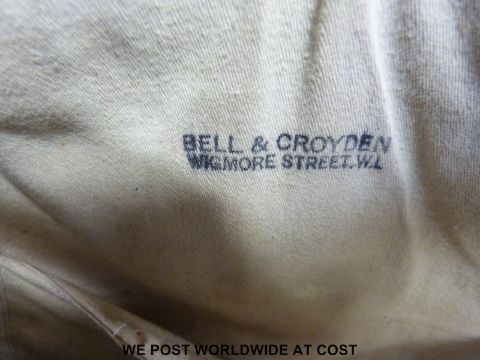 BELL & CROYDEN
WIGMORE STREET. W.1.
WE POST WORLDWIDE AT COST